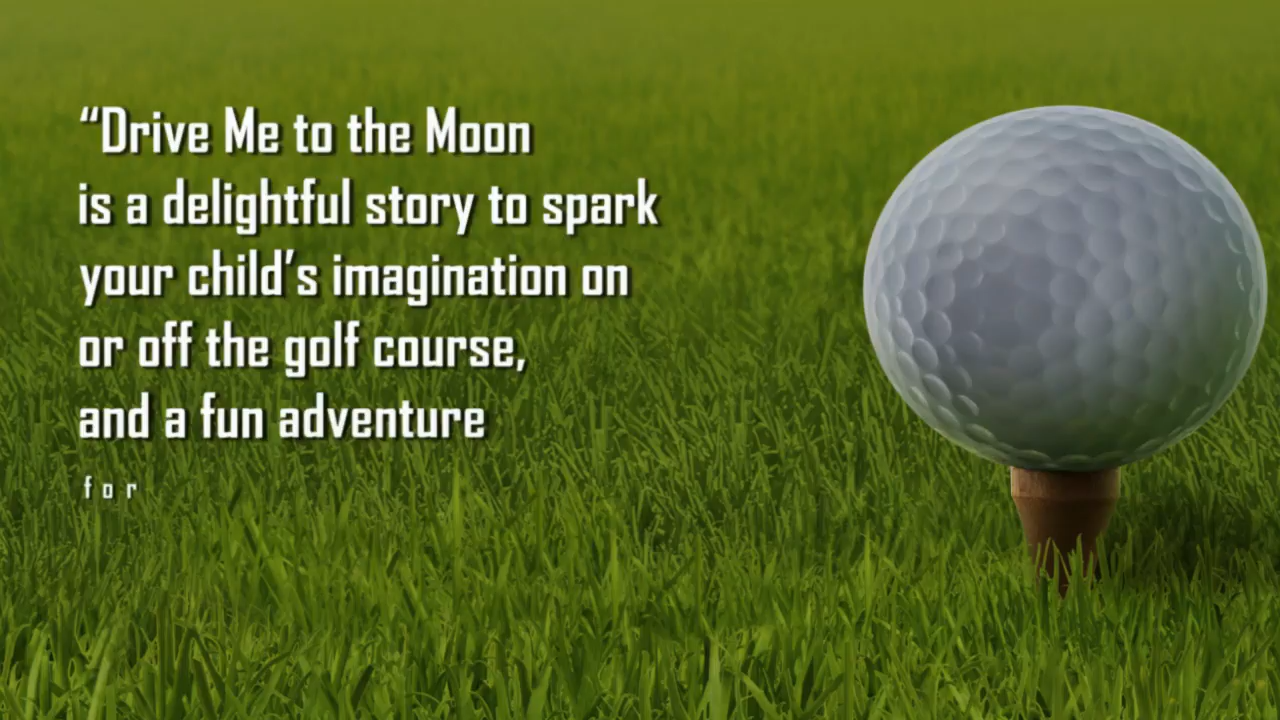 “Drive Me to the Moon
is a delightful story to spark
your child’s imagination on
or off the golf course,
and a fun adventure
for